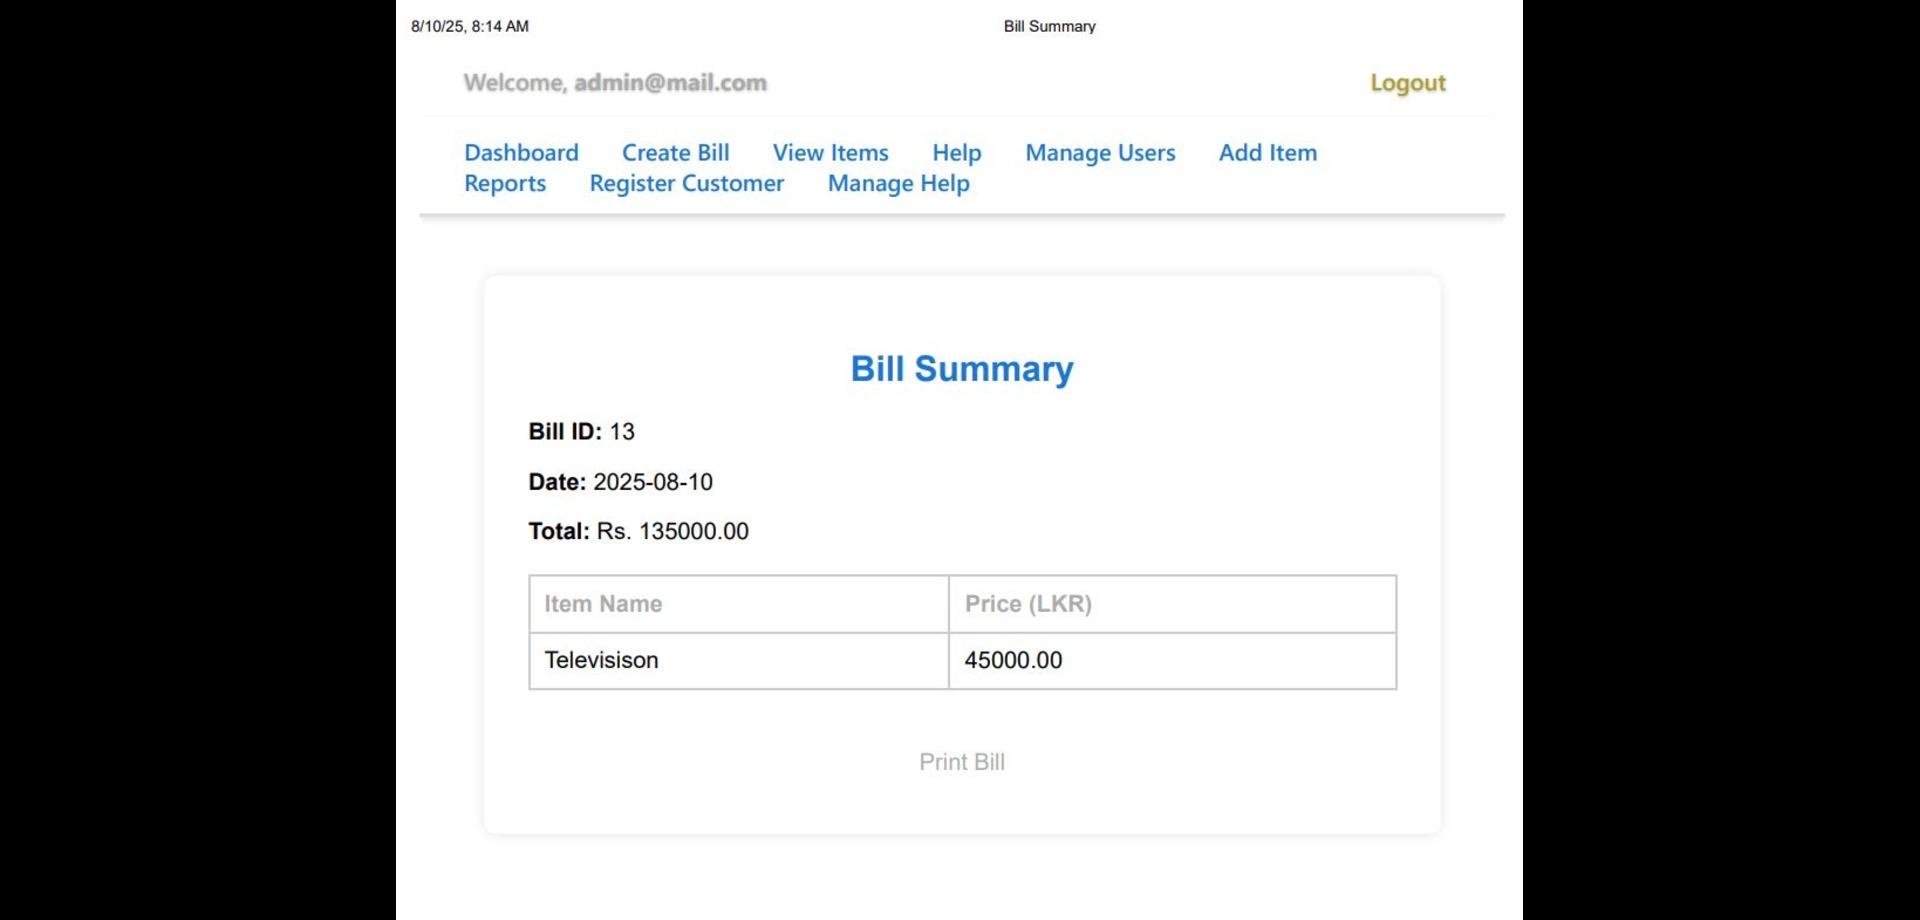 8/10/25, 8:14 AM Bill Summary
Welcome, admin@mail.com Logout
Dashboard Create Bill View Items Help Manage Users Add Item
Reports Register Customer Manage Help
Bill Summary
Bill ID: 13
Date: 2025-08-10
Total: Rs. 135000.00
Item Name Price (LKR)
Televisison 45000.00
Print Bill